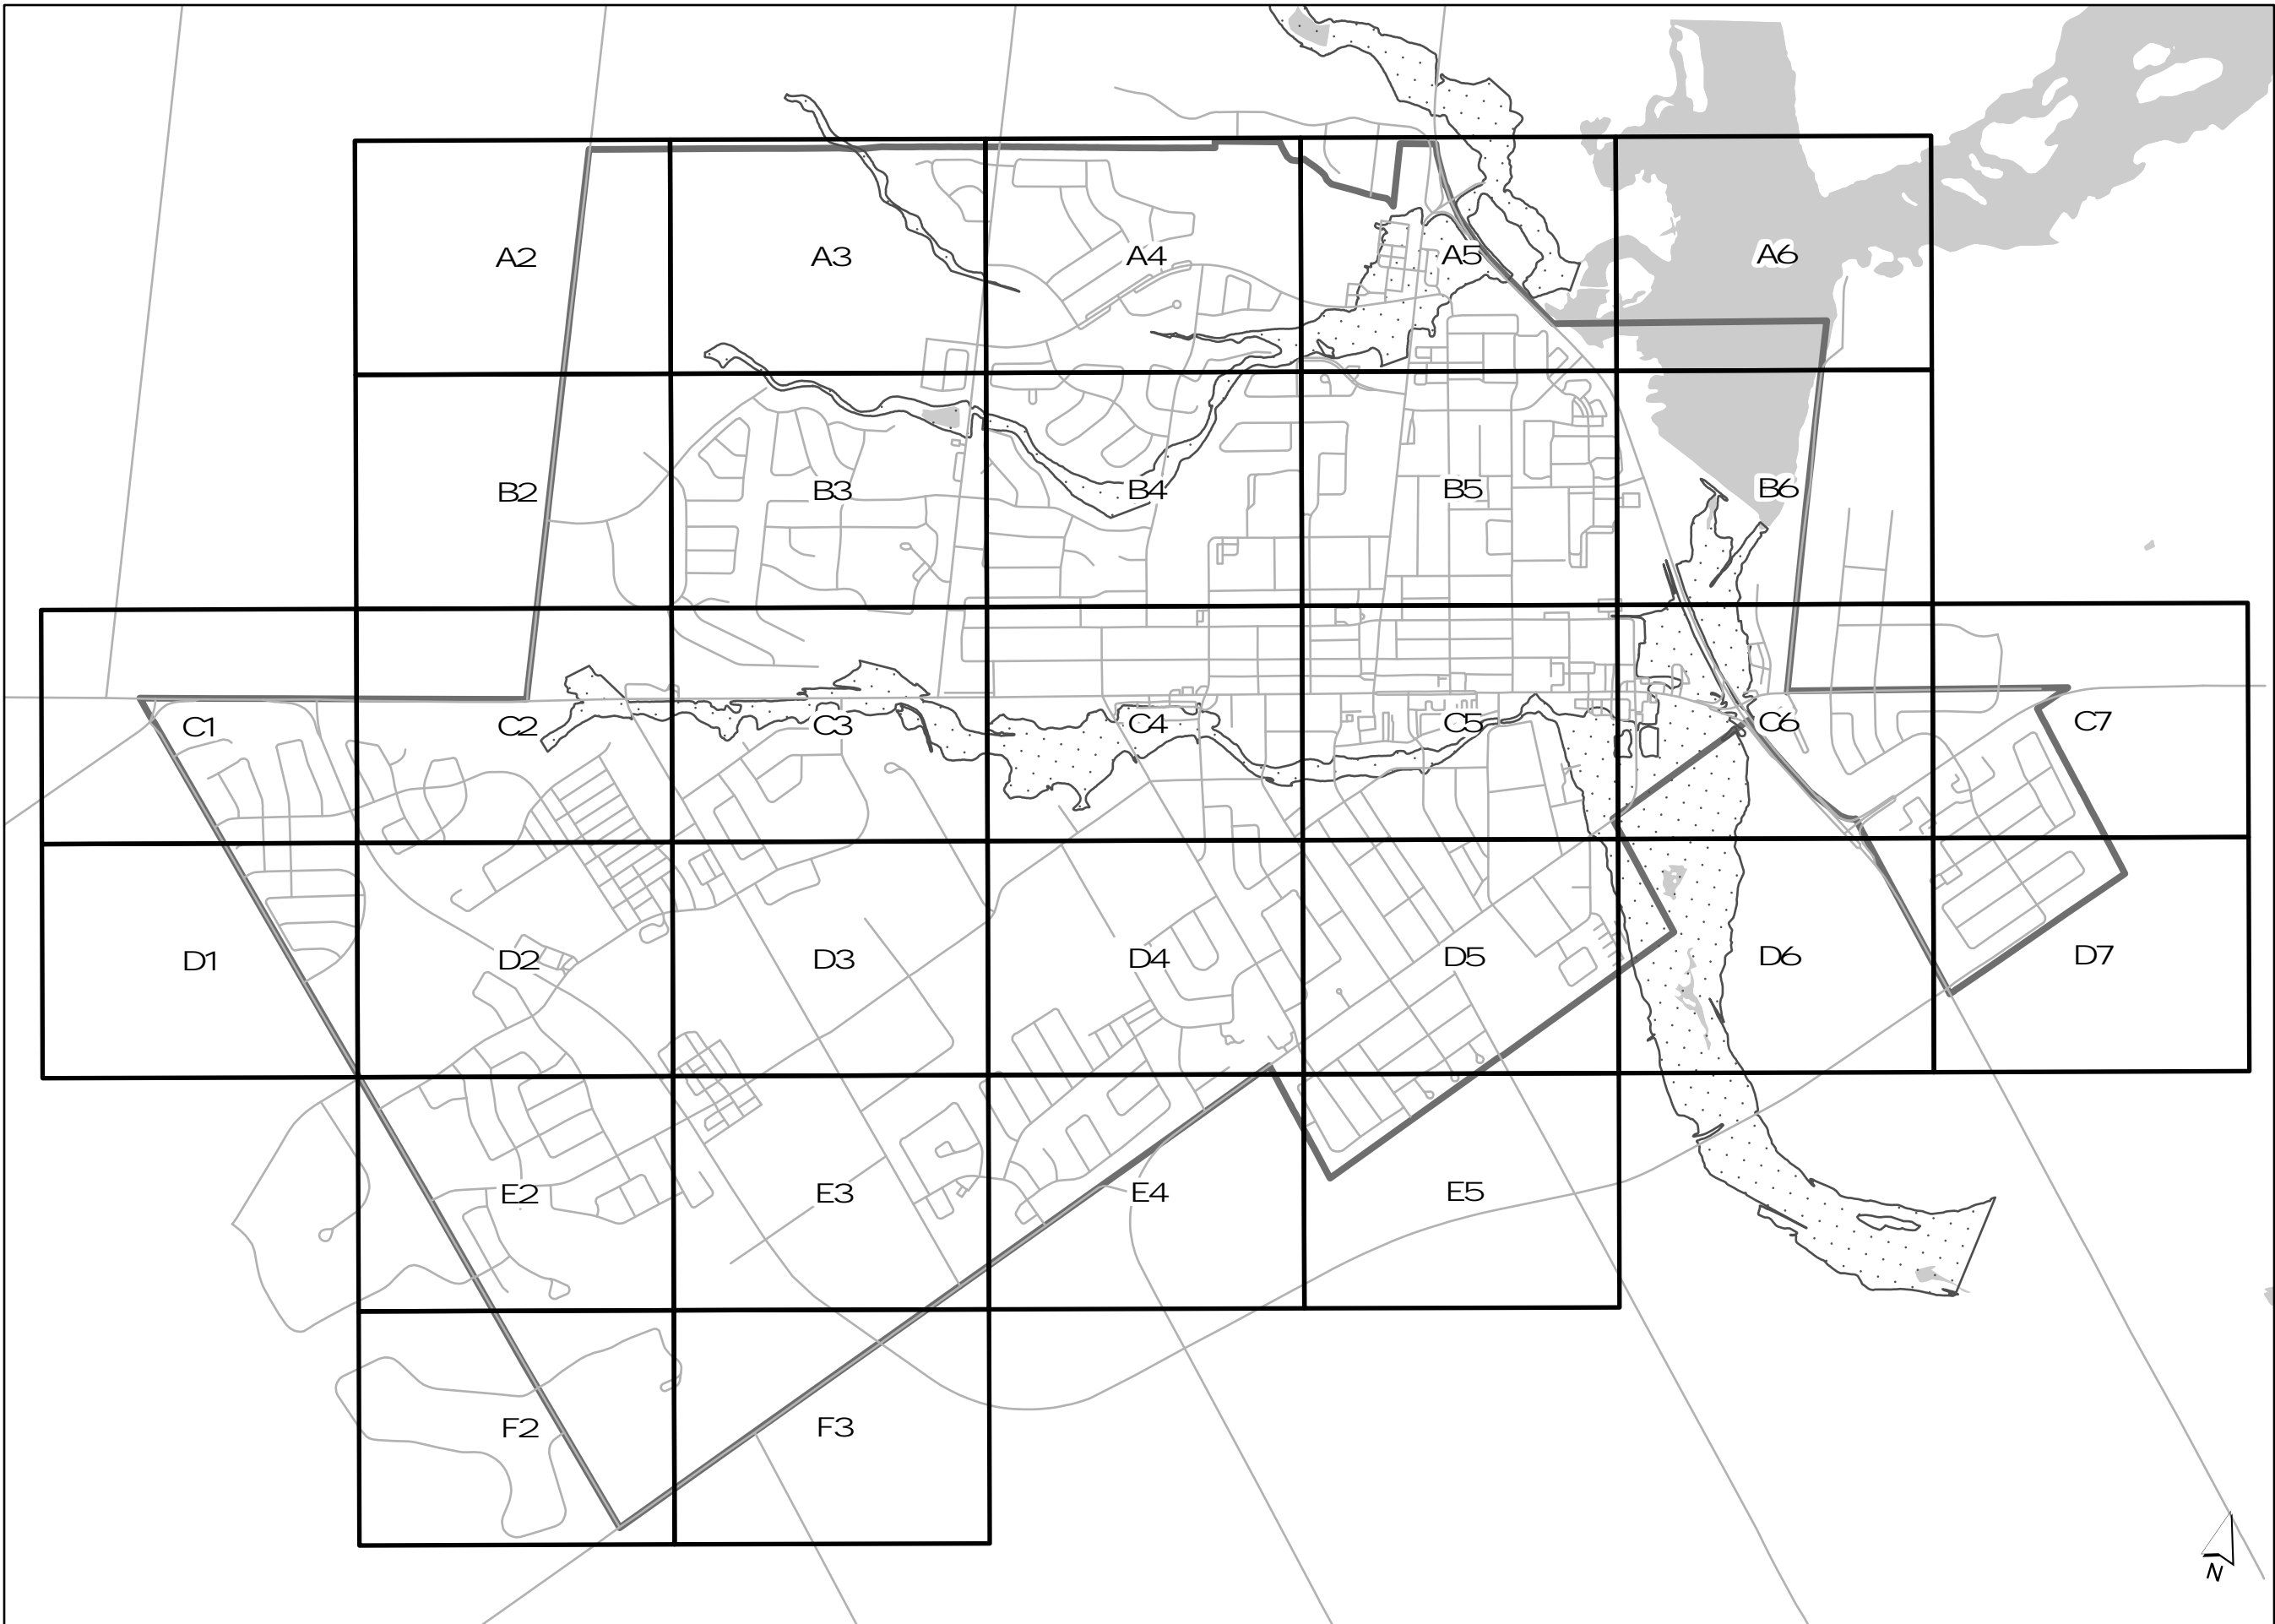 A2 A3 A4 A5 A6
B2 B3 B4 B5 B6
C1 C2 C3 C4 C5 C6 C7
D1 D2 D3 D4 D5 D6 D7
E2 E3 E4 E5
F2 F3
N